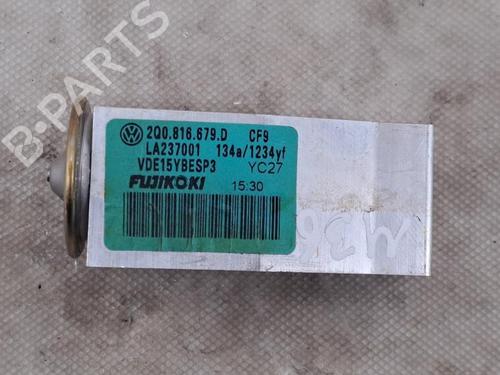 2Q0.816.679.D CF9
LA237001 134a/1234yf
VDE15YBESP3 YC27
FUJIKOKI 15:30
B-PARTS